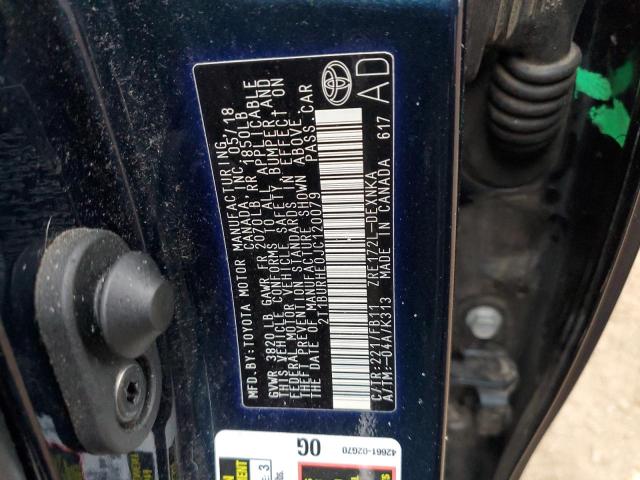 MFD.BY:TOYOTA MOTOR MANUFACTURING
CANADA, INC. 05/18
GVWR 3820LB GAWR FR 2070LB, RR 1850LB
THIS VEHICLE CONFORMS TO ALL APPLICABLE
FEDERAL MOTOR VEHICLE SAFETY, BUMPER AND
THEFT PREVENTION STANDARDS IN EFFECT ON
THE DATE OF MANUFACTURE SHOWN ABOVE
2T1BURHE0JC120079 PASS.CAR
C/TR:221/FB11 ZRE172L-DEXNKA
A/TM:-04A/K313 MADE IN CANADA 617
AD
42661-02G70
0G